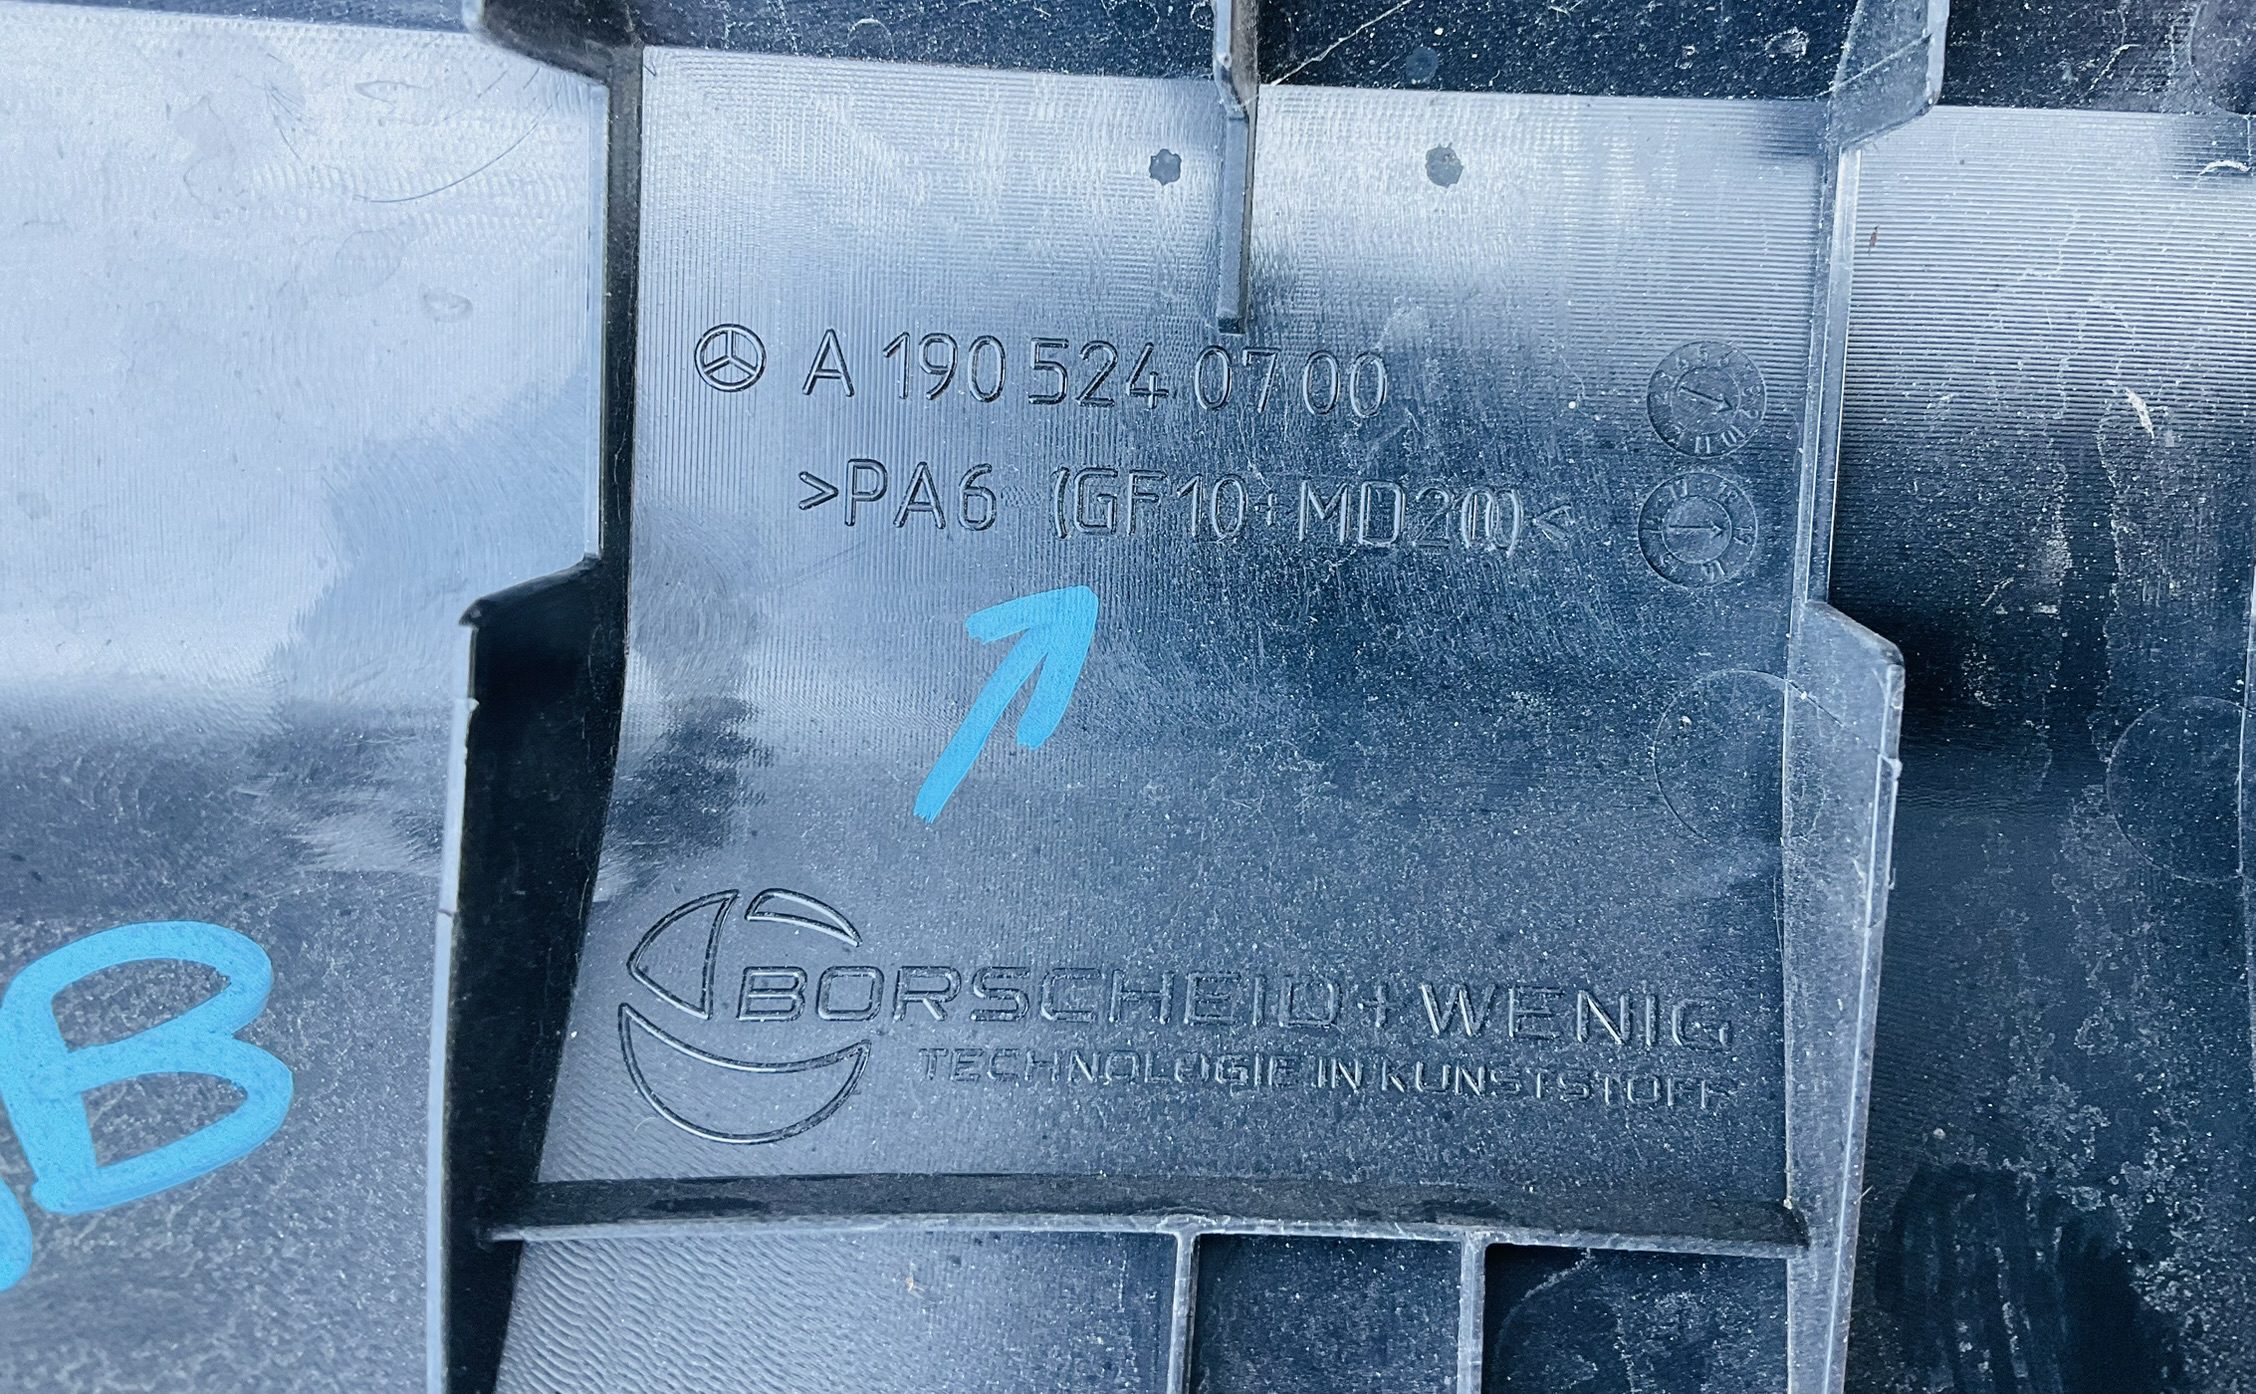 A 190 524 07 00
>PA6 (GF10+MD20)<
BORSCHEID+WENIG
TECHNOLOGIE IN KUNSTSTOFF
B